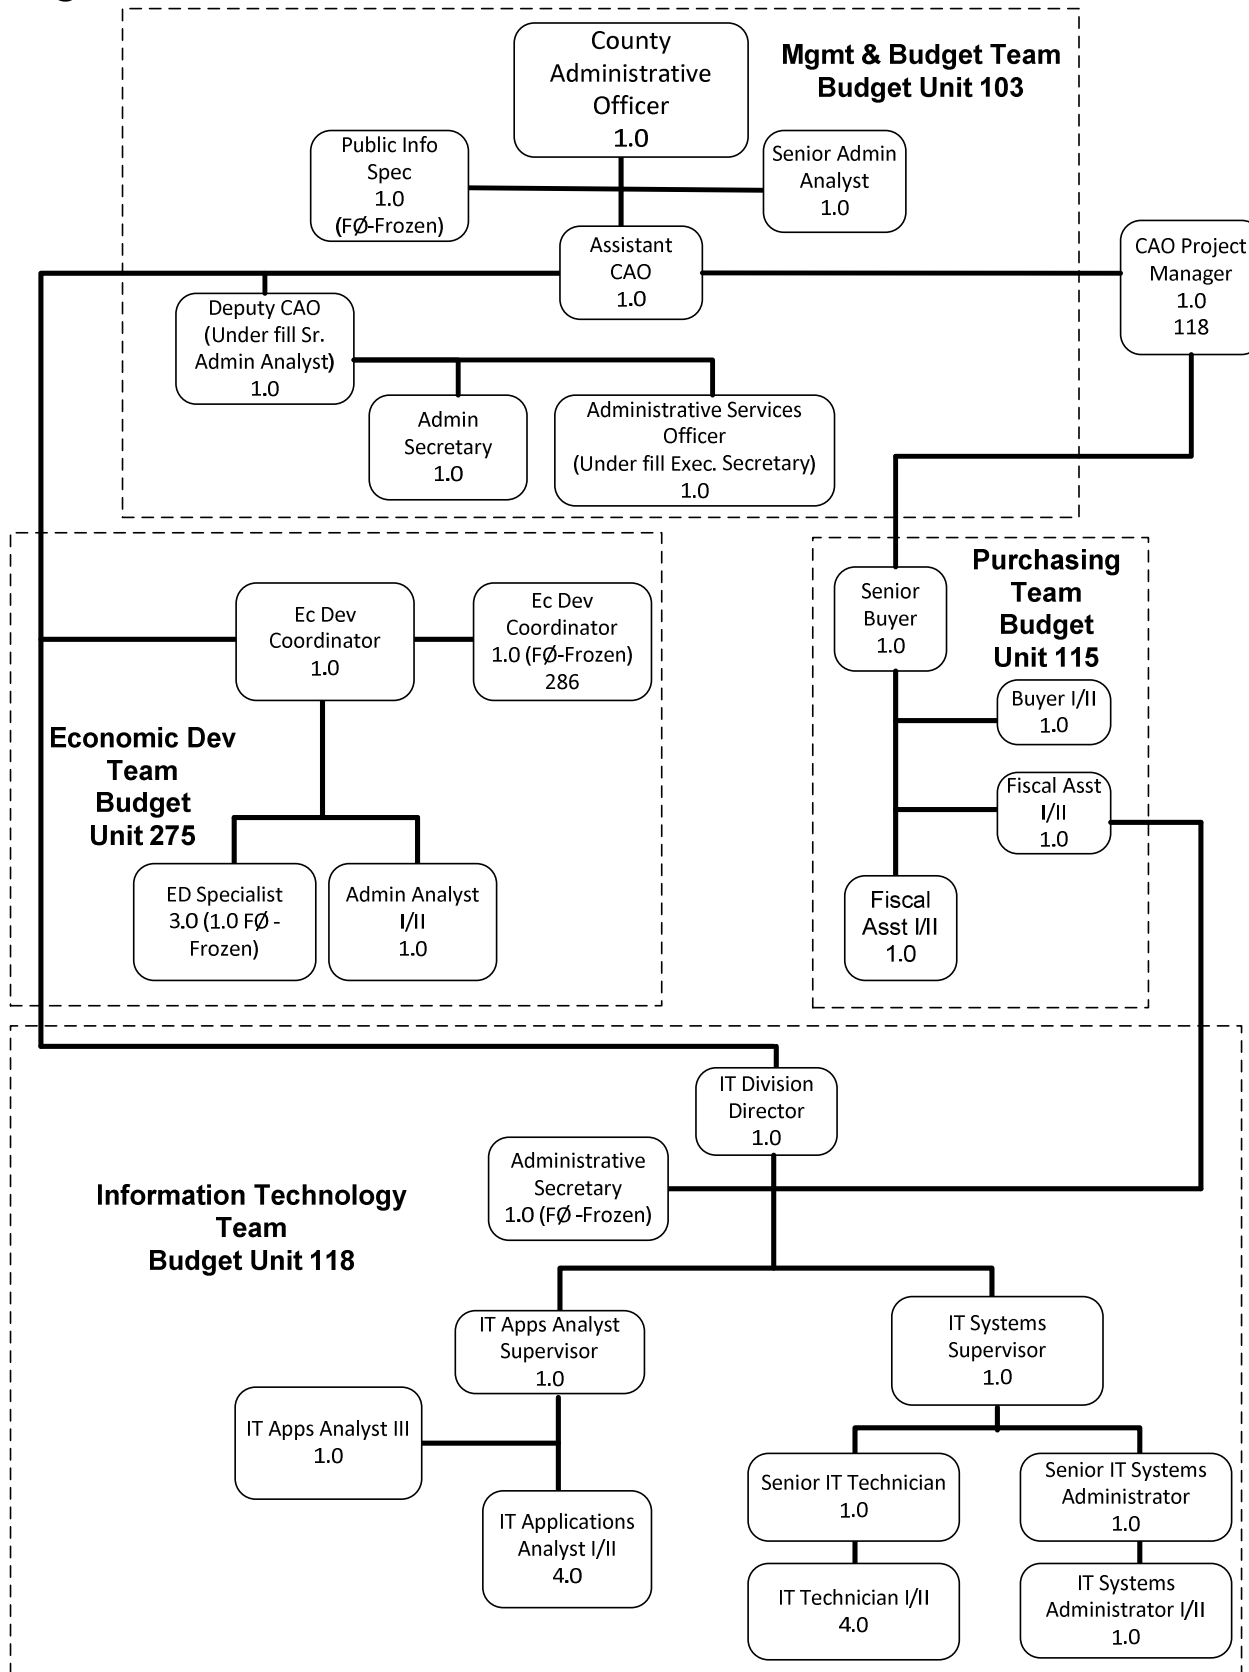 County
Administrative
Officer
1.0
Mgmt & Budget Team
Budget Unit 103
Public Info
Spec
1.0
(FØ-Frozen)
Senior Admin
Analyst
1.0
Assistant
CAO
1.0
CAO Project
Manager
1.0
118
Deputy CAO
(Under fill Sr.
Admin Analyst)
1.0
Admin
Secretary
1.0
Administrative Services
Officer
(Under fill Exec. Secretary)
1.0
Ec Dev
Coordinator
1.0
Ec Dev
Coordinator
1.0 (FØ-Frozen)
286
Economic Dev
Team
Budget
Unit 275
ED Specialist
3.0 (1.0 FØ -
Frozen)
Admin Analyst
I/II
1.0
Purchasing
Team
Budget
Unit 115
Senior
Buyer
1.0
Buyer I/II
1.0
Fiscal Asst
I/II
1.0
Fiscal
Asst I/II
1.0
IT Division
Director
1.0
Administrative
Secretary
1.0 (FØ -Frozen)
Information Technology
Team
Budget Unit 118
IT Apps Analyst
Supervisor
1.0
IT Systems
Supervisor
1.0
IT Apps Analyst III
1.0
IT Applications
Analyst I/II
4.0
Senior IT Technician
1.0
Senior IT Systems
Administrator
1.0
IT Technician I/II
4.0
IT Systems
Administrator I/II
1.0